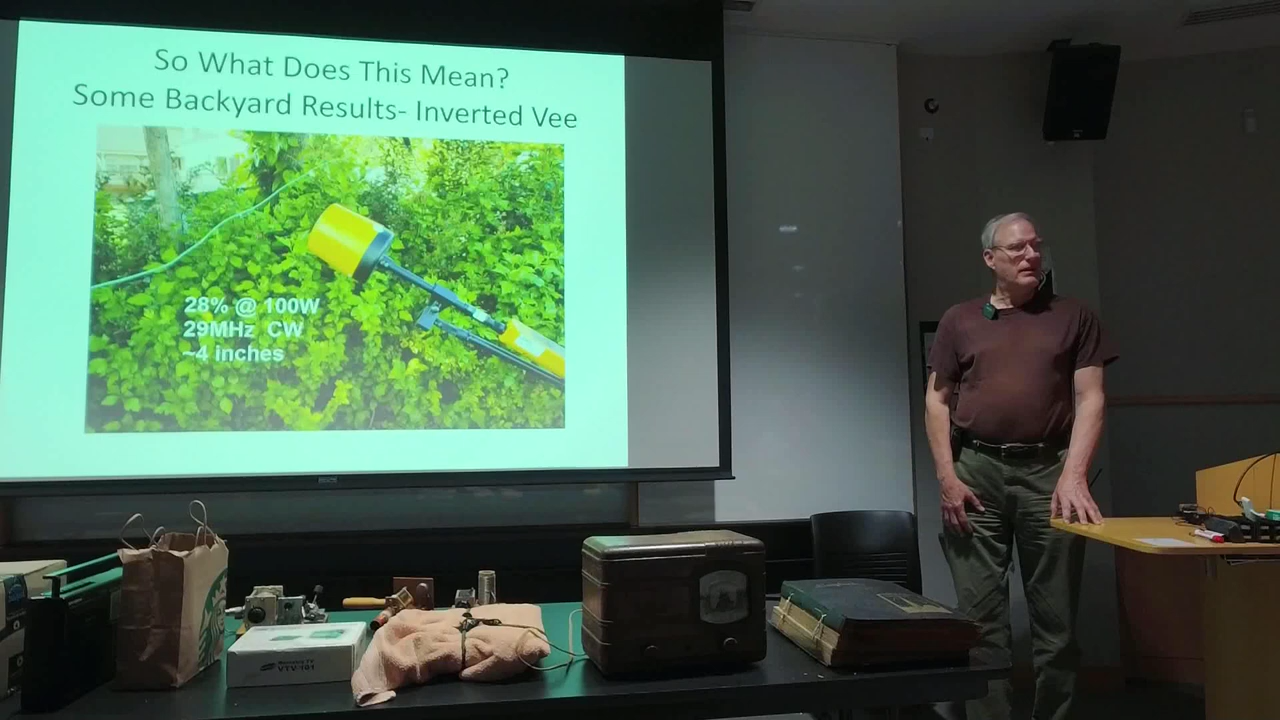 So What Does This Mean?
Some Backyard Results- Inverted Vee
28% @ 100W
29MHz CW
~4 inches
VTV-101